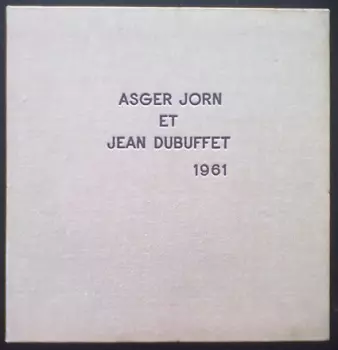 ASGER JORN
ET
JEAN DUBUFFET
1961